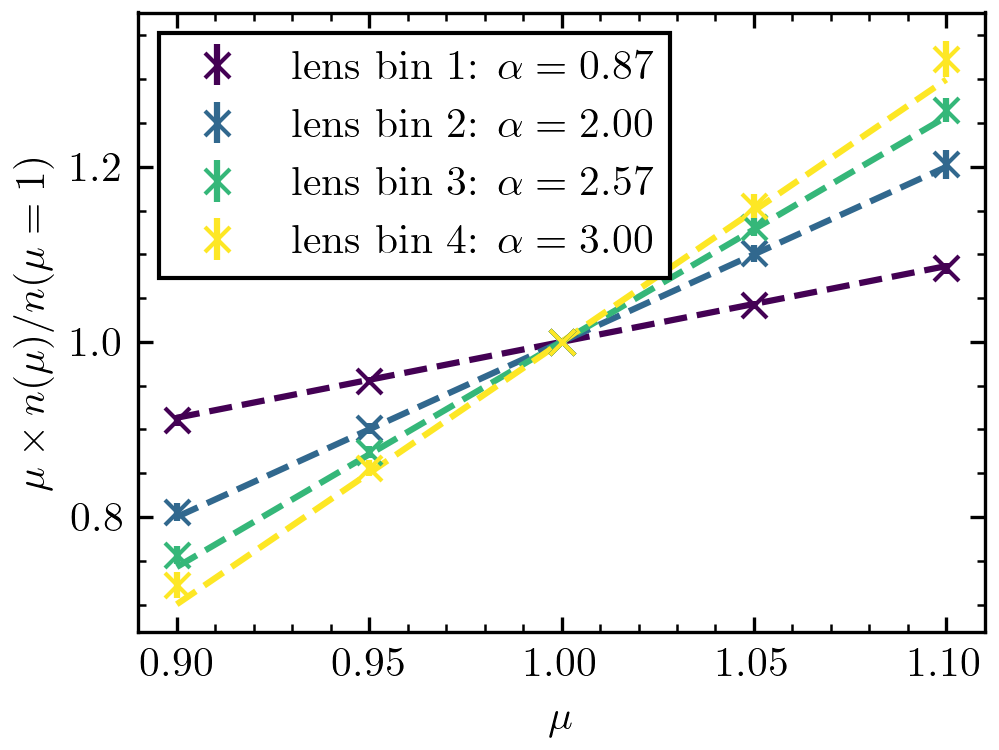 lens bin 1: α = 0.87
lens bin 2: α = 2.00
lens bin 3: α = 2.57
lens bin 4: α = 3.00
μ × n(μ)/n(μ = 1)
1.2
1.0
0.8
0.90 0.95 1.00 1.05 1.10
μ